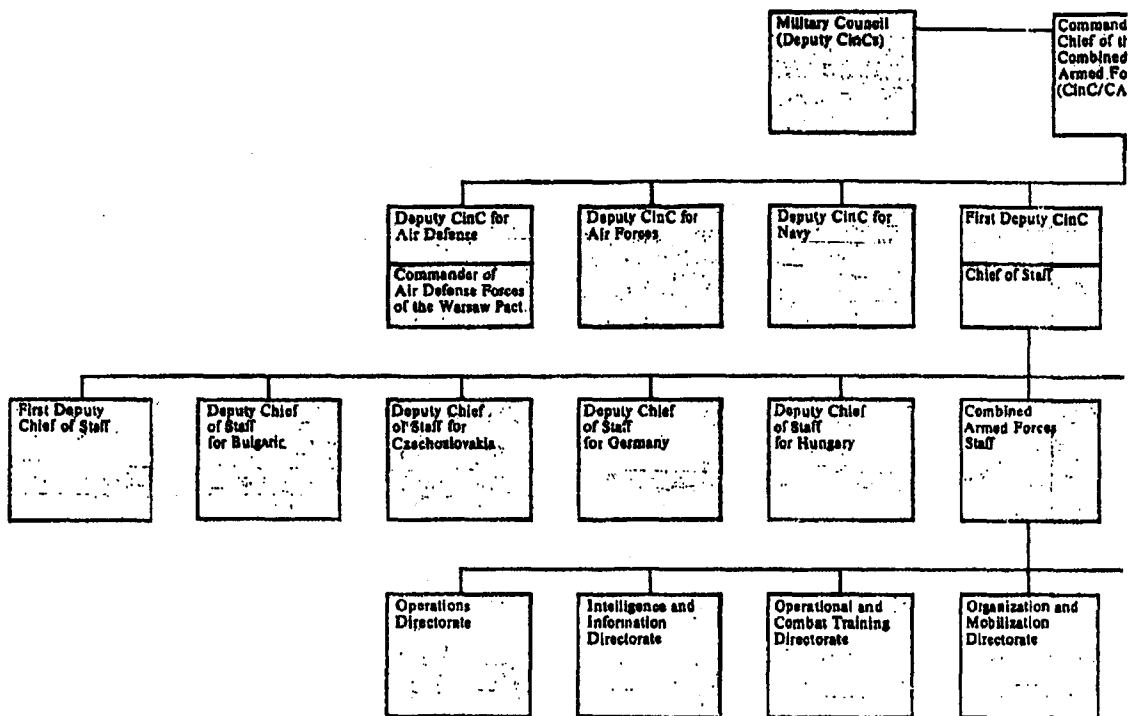 Military Council
(Deputy CinCs)
Command
Chief of th
Combined
Armed Fo
(CinC/CA
Deputy CinC for
Air Defense
Commander of
Air Defense Forces
of the Warsaw Pact
Deputy CinC for
Air Forces
Deputy CinC for
Navy
First Deputy CinC
Chief of Staff
First Deputy
Chief of Staff
Deputy Chief
of Staff
for Bulgaria
Deputy Chief
of Staff for
Czechoslovakia
Deputy Chief
of Staff
for Germany
Deputy Chief
of Staff
for Hungary
Combined
Armed Forces
Staff
Operations
Directorate
Intelligence and
Information
Directorate
Operational and
Combat Training
Directorate
Organization and
Mobilization
Directorate